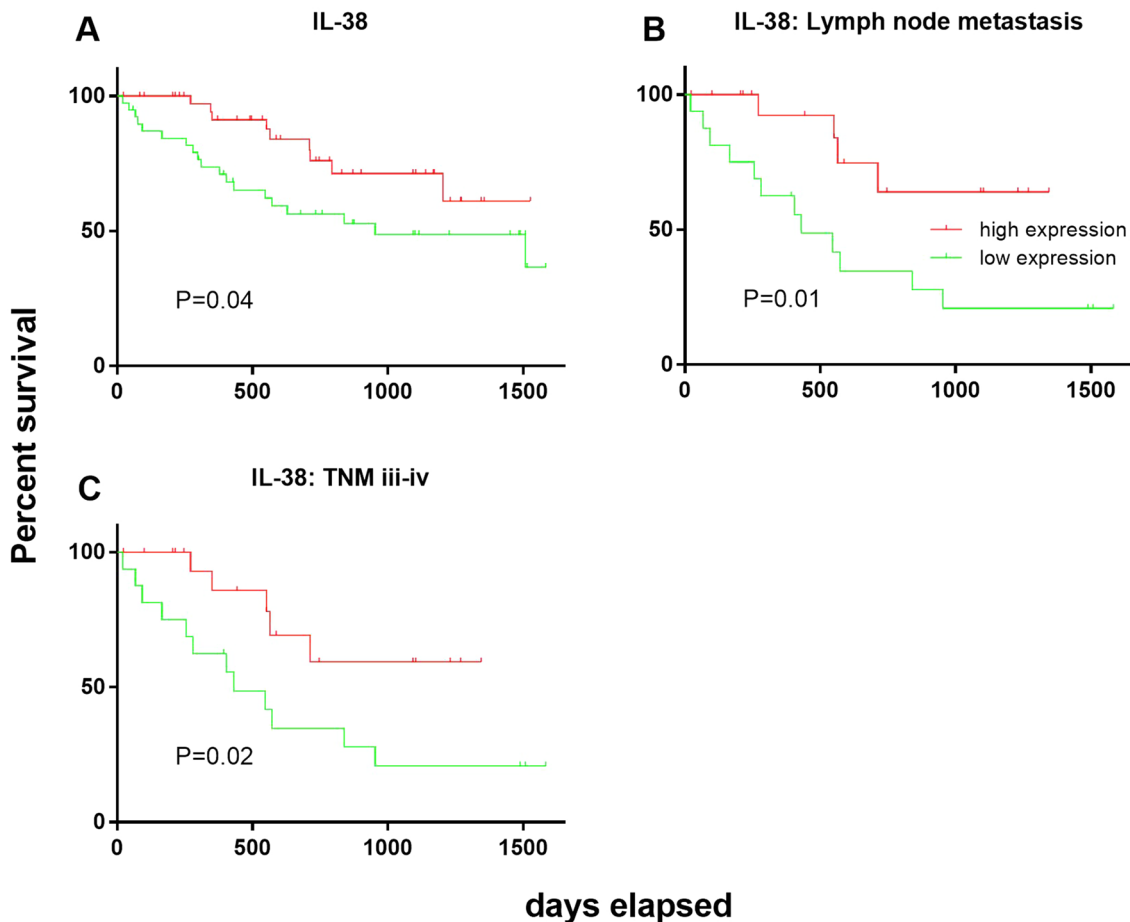 A
IL-38
100
50
0
P=0.04
0 500 1000 1500
B
IL-38: Lymph node metastasis
100
50
0
high expression
low expression
P=0.01
0 500 1000 1500
C
IL-38: TNM iii-iv
100
50
0
P=0.02
0 500 1000 1500
Percent survival
days elapsed